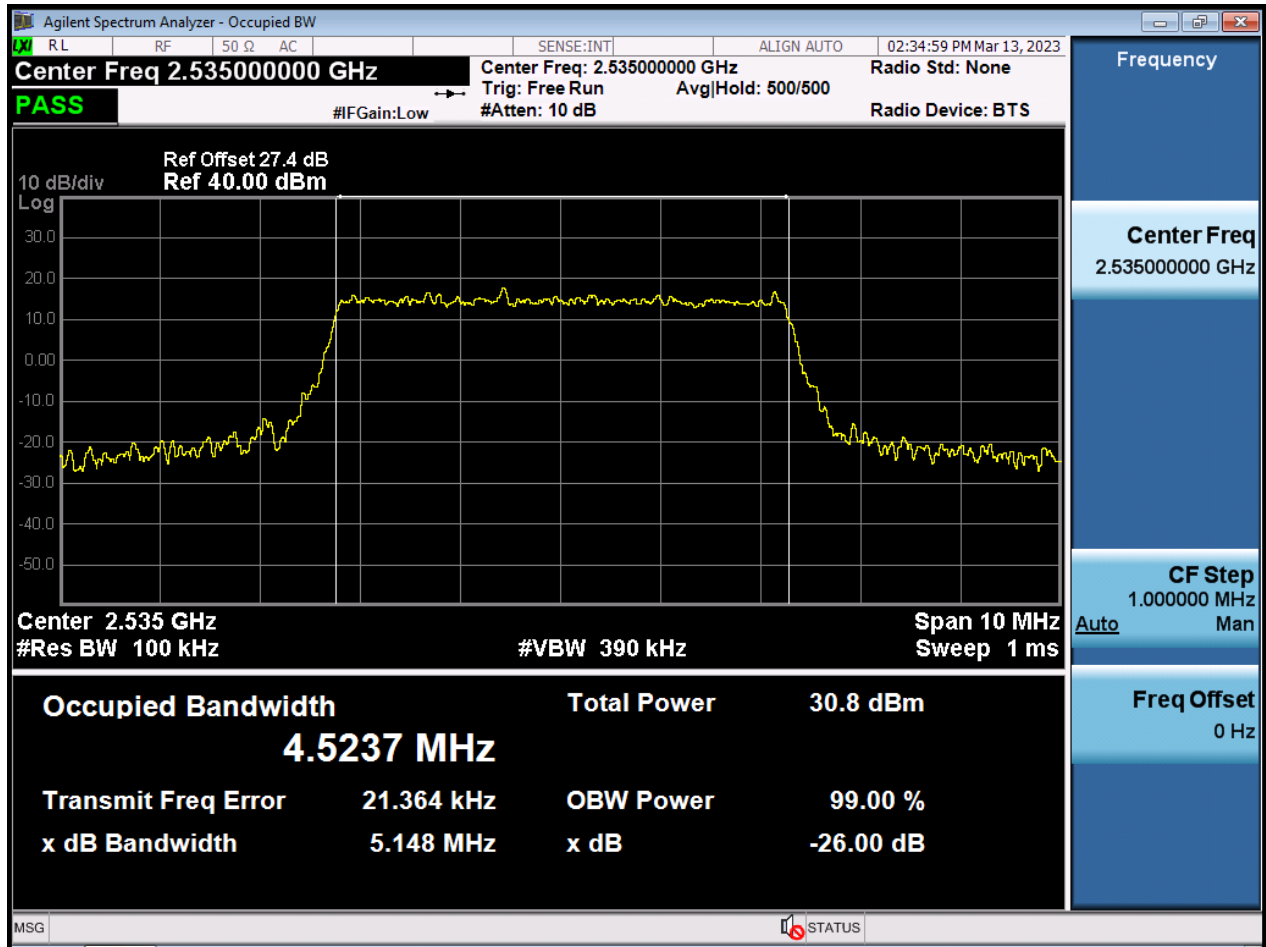 Agilent Spectrum Analyzer - Occupied BW
LXI RL RF 50 Ω AC SENSE:INT ALIGN AUTO 02:34:59 PM Mar 13, 2023
Center Freq 2.535000000 GHz
PASS
#IFGain:Low
Center Freq: 2.535000000 GHz
Trig: Free Run Avg|Hold: 500/500
#Atten: 10 dB
Radio Std: None
Radio Device: BTS
Ref Offset 27.4 dB
10 dB/div Ref 40.00 dBm
Log
30.0
20.0
10.0
0.00
-10.0
-20.0
-30.0
-40.0
-50.0
Center 2.535 GHz Span 10 MHz
#Res BW 100 kHz #VBW 390 kHz Sweep 1 ms
Occupied Bandwidth Total Power 30.8 dBm
4.5237 MHz
Transmit Freq Error 21.364 kHz OBW Power 99.00 %
x dB Bandwidth 5.148 MHz x dB -26.00 dB
Frequency
Center Freq
2.535000000 GHz
CF Step
1.000000 MHz
Auto Man
Freq Offset
0 Hz
MSG STATUS